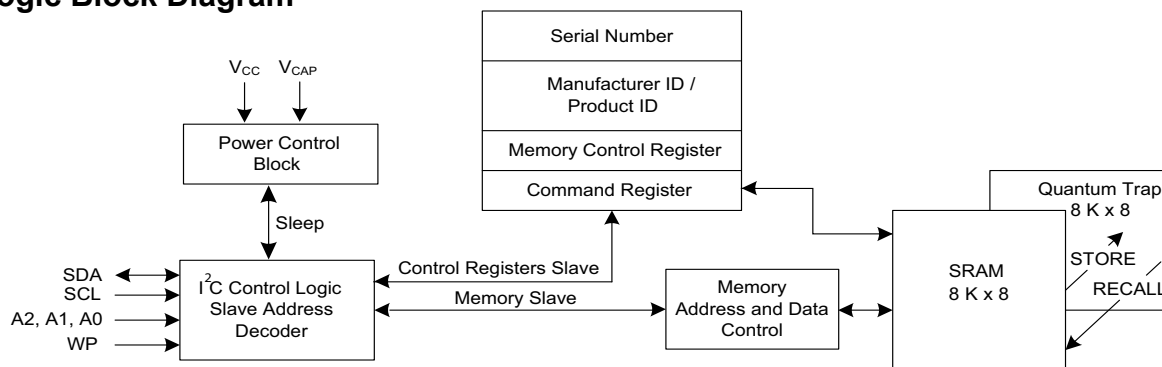 ogic Block Diagram
VCC VCAP
Power Control
Block
Sleep
SDA
SCL
A2, A1, A0
WP
I2C Control Logic
Slave Address
Decoder
Control Registers Slave
Memory Slave
Serial Number
Manufacturer ID /
Product ID
Memory Control Register
Command Register
Memory
Address and Data
Control
Quantum Trap
8 K x 8
SRAM
8 K x 8
STORE
RECALL